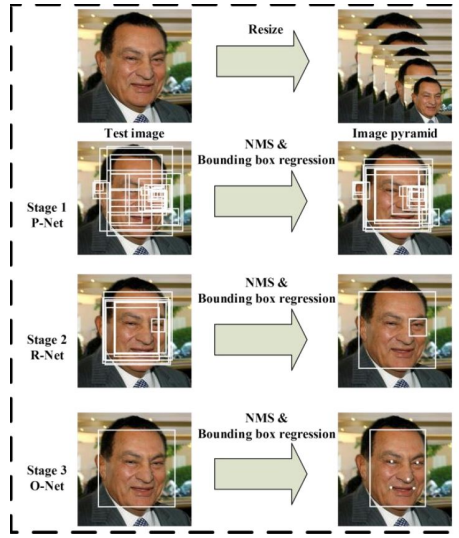 Resize
Test image
Image pyramid
NMS &
Bounding box regression
Stage 1
P-Net
NMS &
Bounding box regression
Stage 2
R-Net
NMS &
Bounding box regression
Stage 3
O-Net